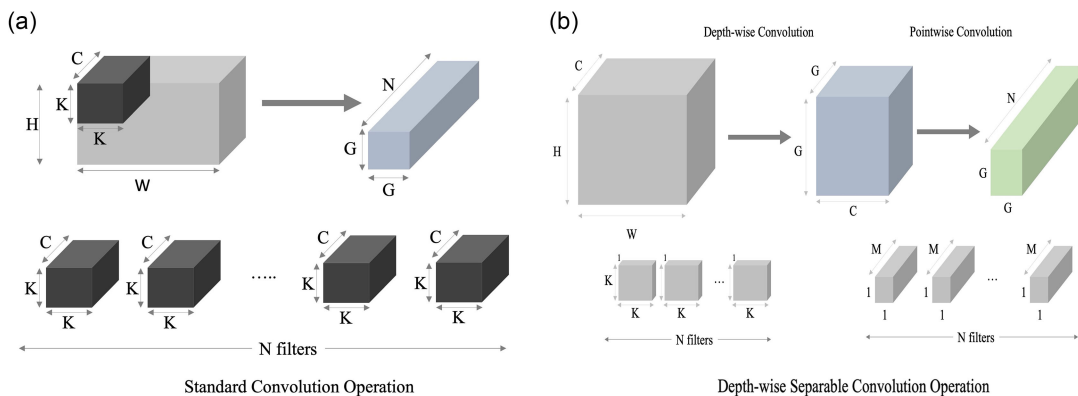 (a)
C
K
H
K
W
N
G
G
C
K
K
C
K
K
.....
C
K
K
C
K
K
N filters
Standard Convolution Operation
(b)
Depth-wise Convolution
Pointwise Convolution
C
H
W
G
G
C
N
G
G
1
K
K
1
K
...
1
K
N filters
M
1
1
M
1
1
...
M
1
1
N filters
Depth-wise Separable Convolution Operation